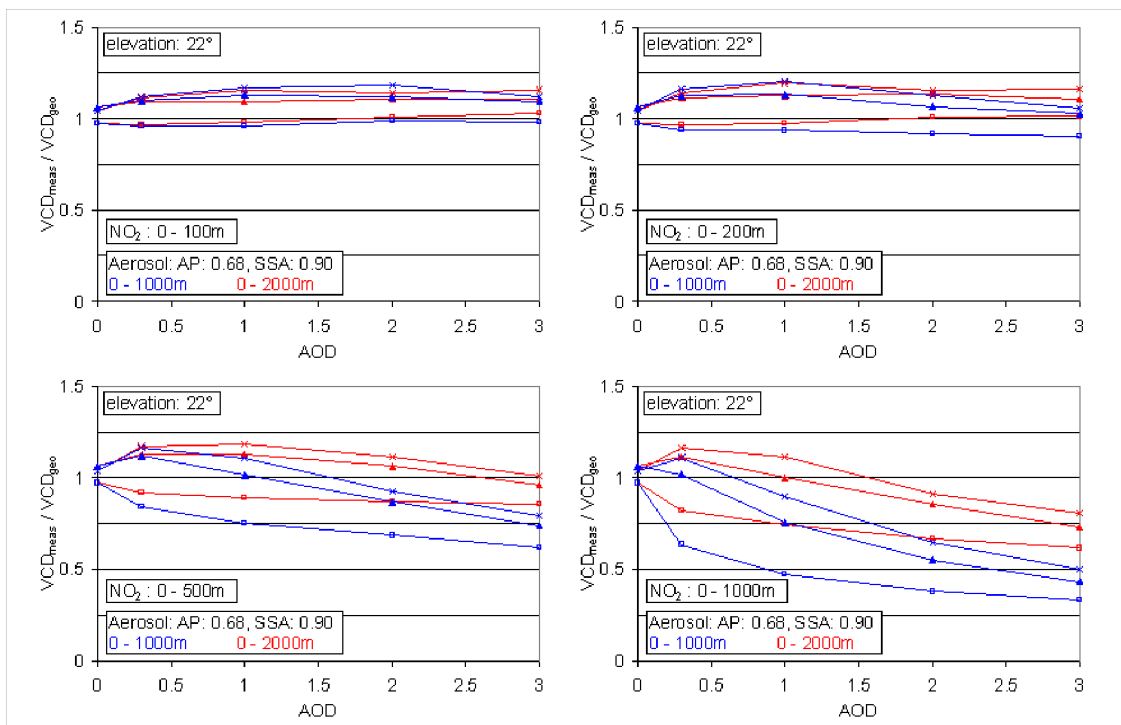 1.5
elevation: 22°
1
VCDmeas / VCDgeo
0.5
NO₂ : 0 - 100m
Aerosol: AP: 0.68, SSA: 0.90
0 - 1000m 0 - 2000m
0
0 0.5 1 1.5 2 2.5 3
AOD
1.5
elevation: 22°
1
VCDmeas / VCDgeo
0.5
NO₂ : 0 - 200m
Aerosol: AP: 0.68, SSA: 0.90
0 - 1000m 0 - 2000m
0
0 0.5 1 1.5 2 2.5 3
AOD
1.5
elevation: 22°
1
VCDmeas / VCDgeo
0.5
NO₂ : 0 - 500m
Aerosol: AP: 0.68, SSA: 0.90
0 - 1000m 0 - 2000m
0
0 0.5 1 1.5 2 2.5 3
AOD
1.5
elevation: 22°
1
VCDmeas / VCDgeo
0.5
NO₂ : 0 - 1000m
Aerosol: AP: 0.68, SSA: 0.90
0 - 1000m 0 - 2000m
0
0 0.5 1 1.5 2 2.5 3
AOD